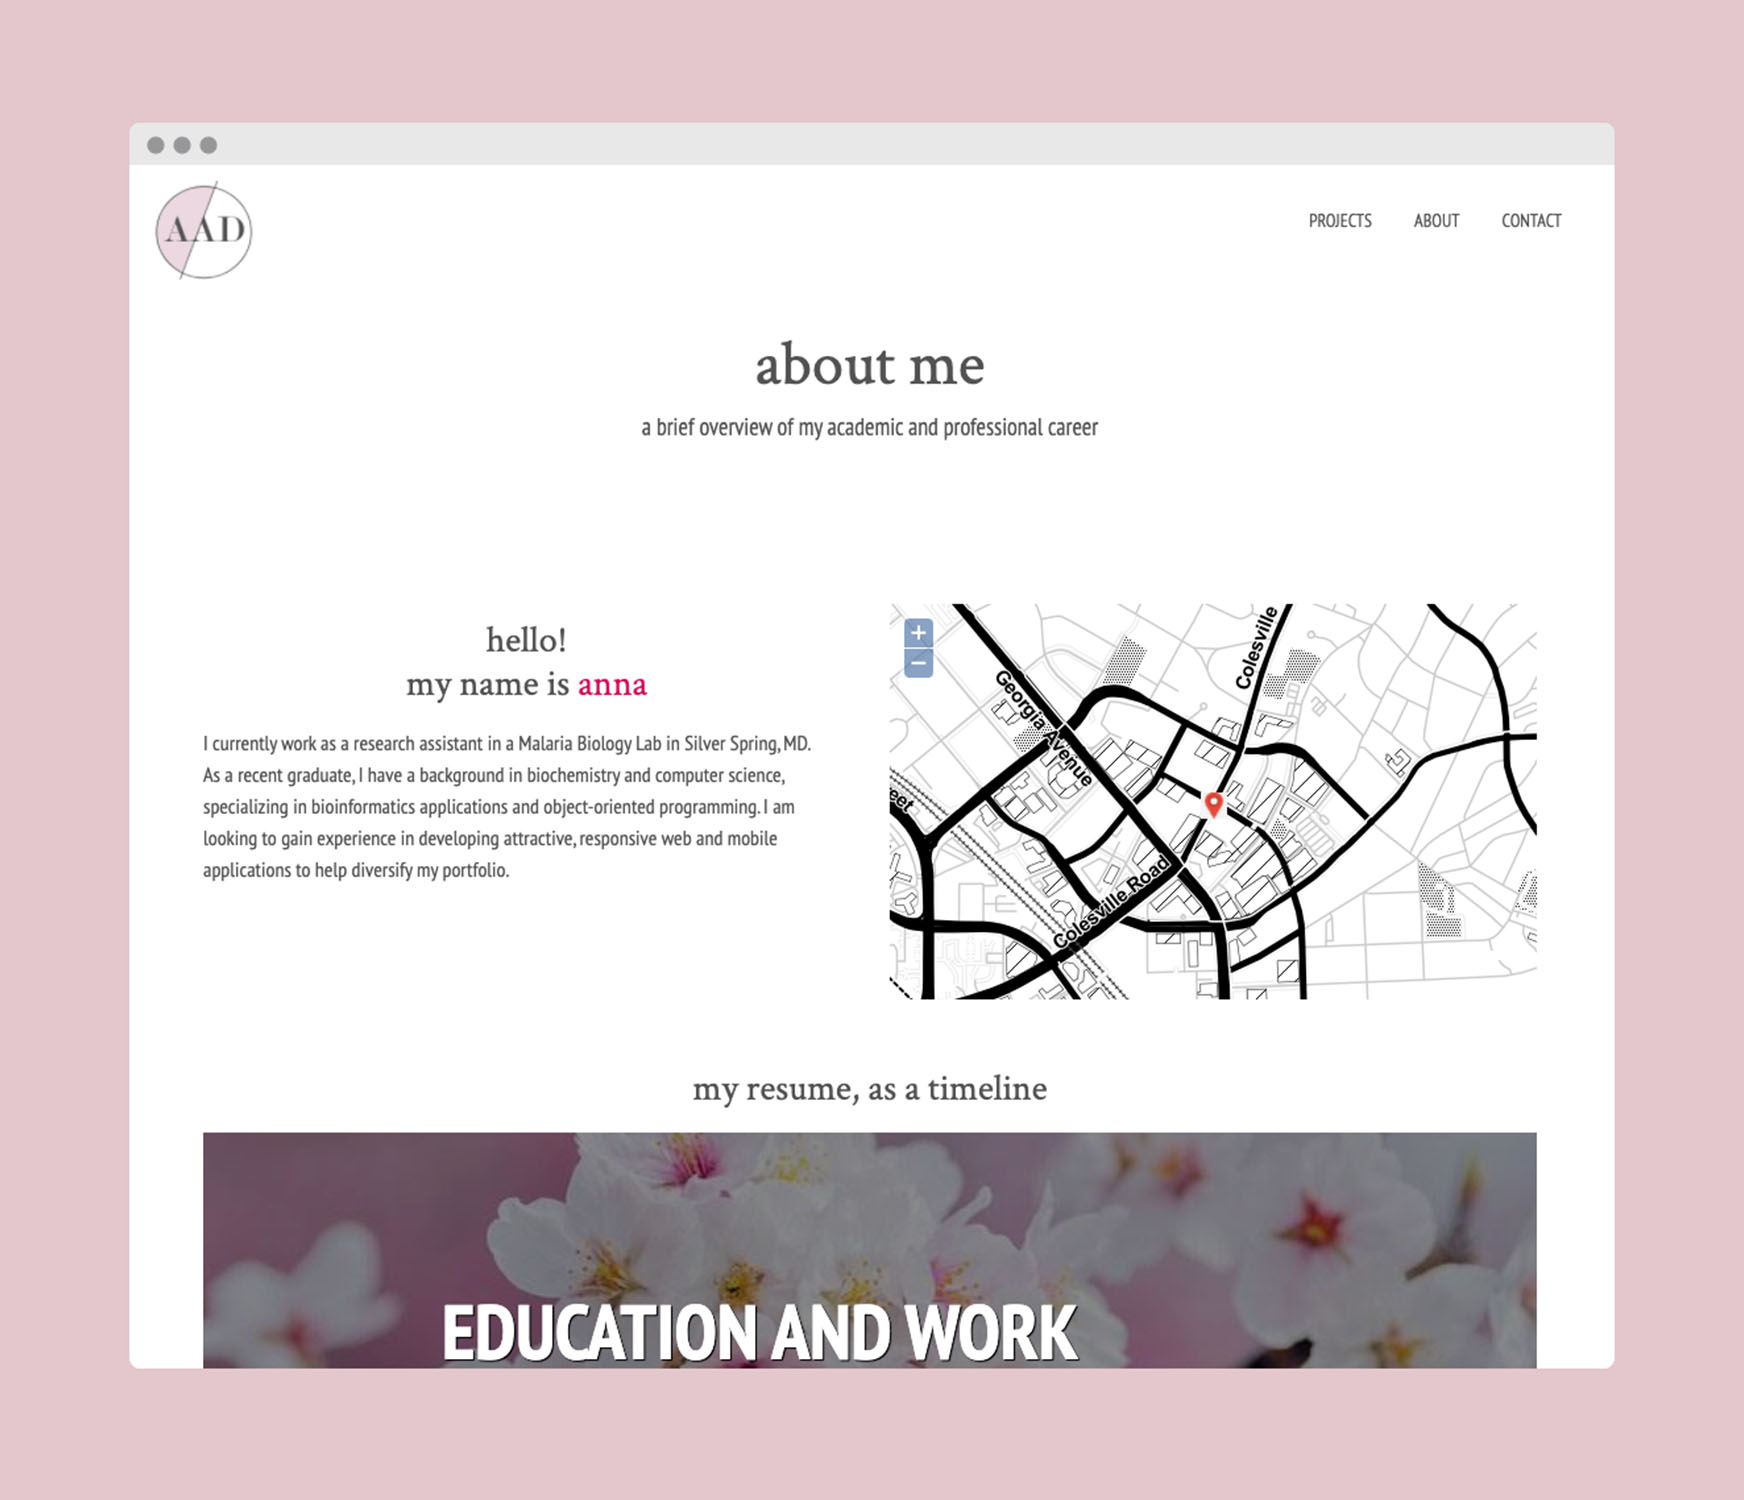 AAD
PROJECTS ABOUT CONTACT
about me
a brief overview of my academic and professional career
hello!
my name is anna
I currently work as a research assistant in a Malaria Biology Lab in Silver Spring, MD.
As a recent graduate, I have a background in biochemistry and computer science,
specializing in bioinformatics applications and object-oriented programming. I am
looking to gain experience in developing attractive, responsive web and mobile
applications to help diversify my portfolio.
+
−
Colesville
Georgia Avenue
eet
Colesville Road
my resume, as a timeline
EDUCATION AND WORK